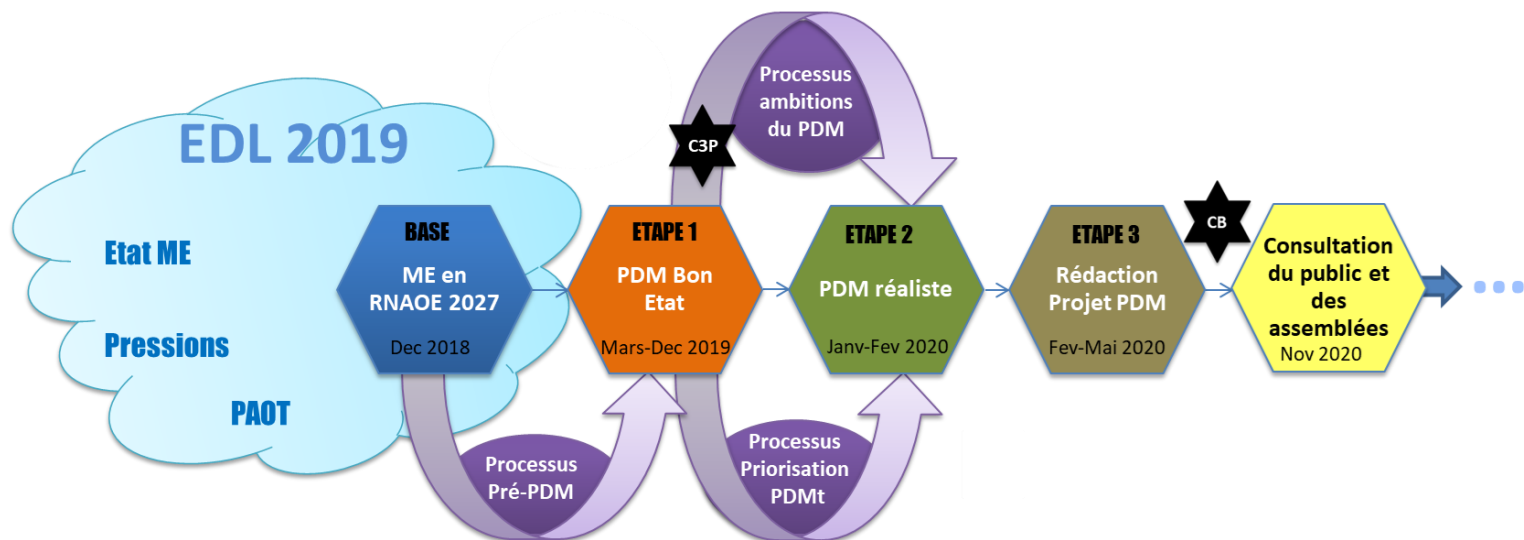 EDL 2019
Etat ME
Pressions
PAOT
BASE
ME en
RNAOE 2027
Dec 2018
Processus
Pré-PDM
ETAPE 1
PDM Bon
Etat
Mars-Dec 2019
C3P
Processus
ambitions
du PDM
Processus
Priorisation
PDMt
ETAPE 2
PDM réaliste
Janv-Fev 2020
ETAPE 3
Rédaction
Projet PDM
Fev-Mai 2020
CB
Consultation
du public et
des
assemblées
Nov 2020